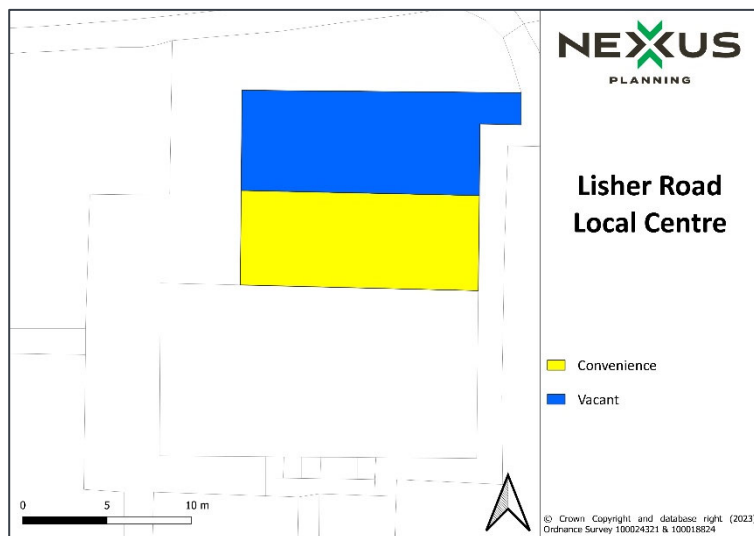 NEXUS
PLANNING
Lisher Road
Local Centre
Convenience
Vacant
0 5 10 m
© Crown Copyright and database right (2023)
Ordnance Survey 100024321 & 100018824